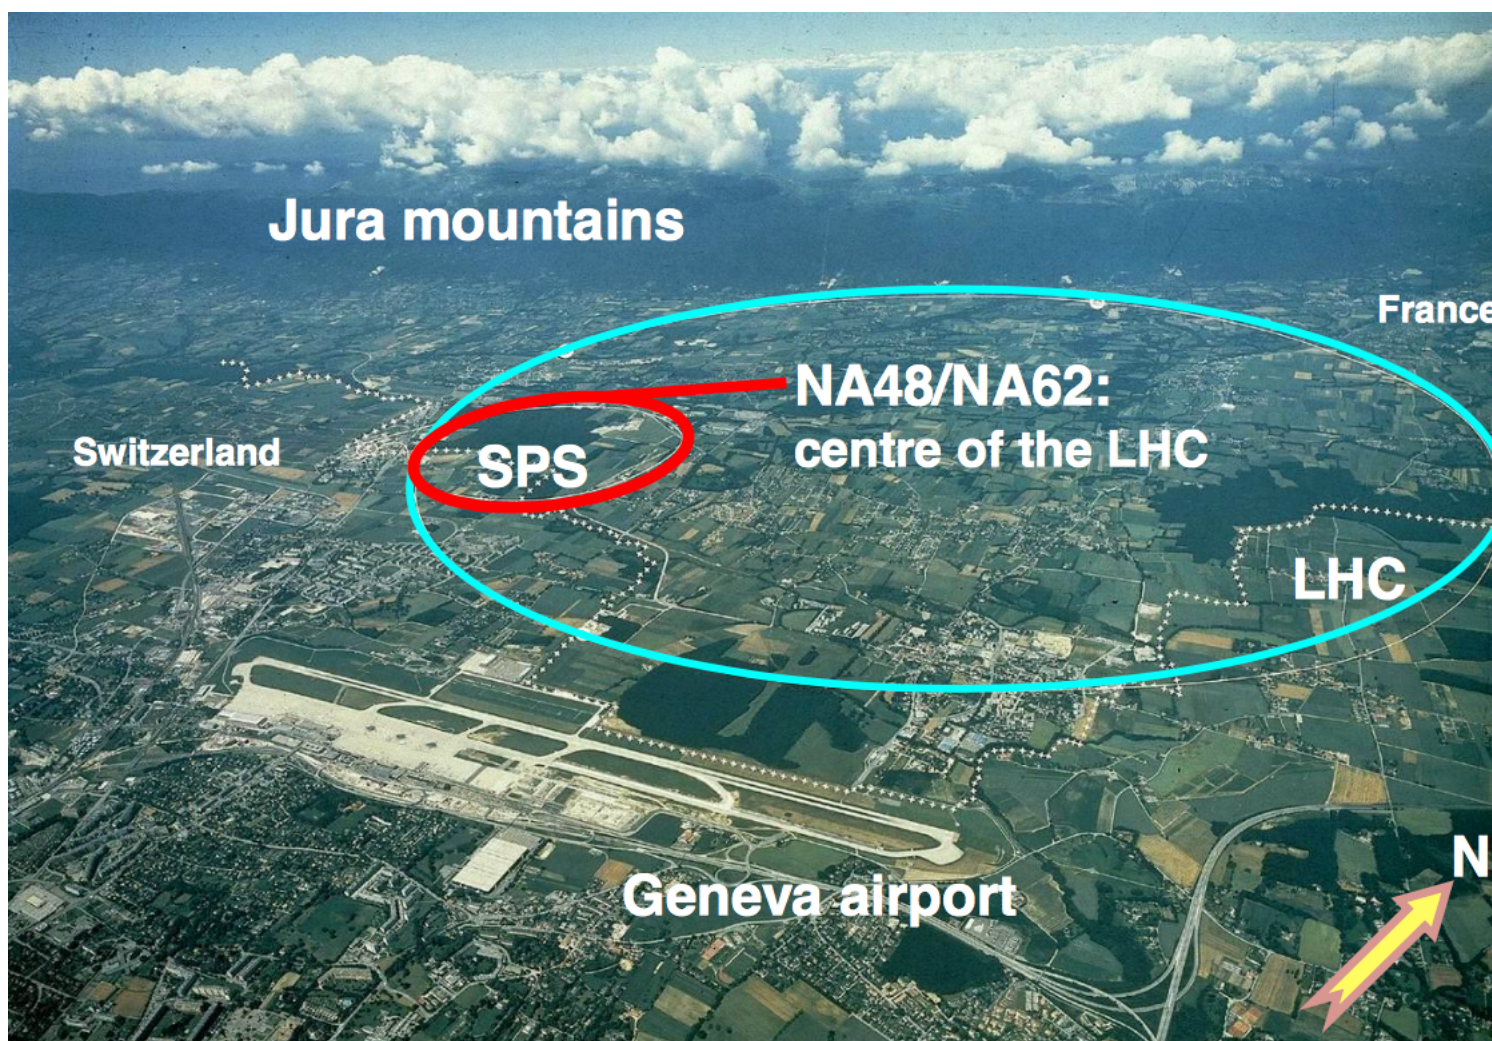 Jura mountains
France
NA48/NA62:
centre of the LHC
Switzerland
SPS
LHC
N
Geneva airport